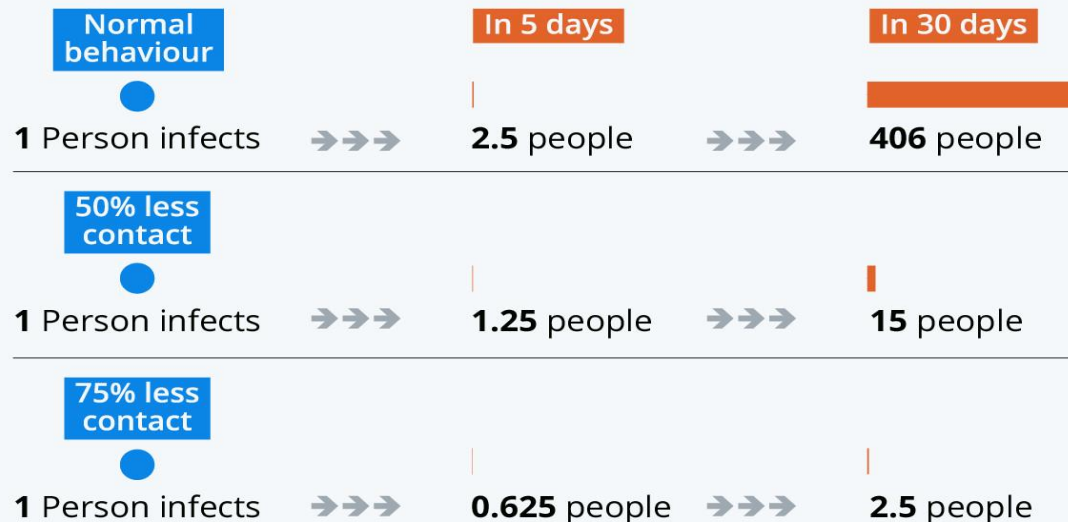 Normal
behaviour
In 5 days
In 30 days
1 Person infects
2.5 people
406 people
50% less
contact
1 Person infects
1.25 people
15 people
75% less
contact
1 Person infects
0.625 people
2.5 people